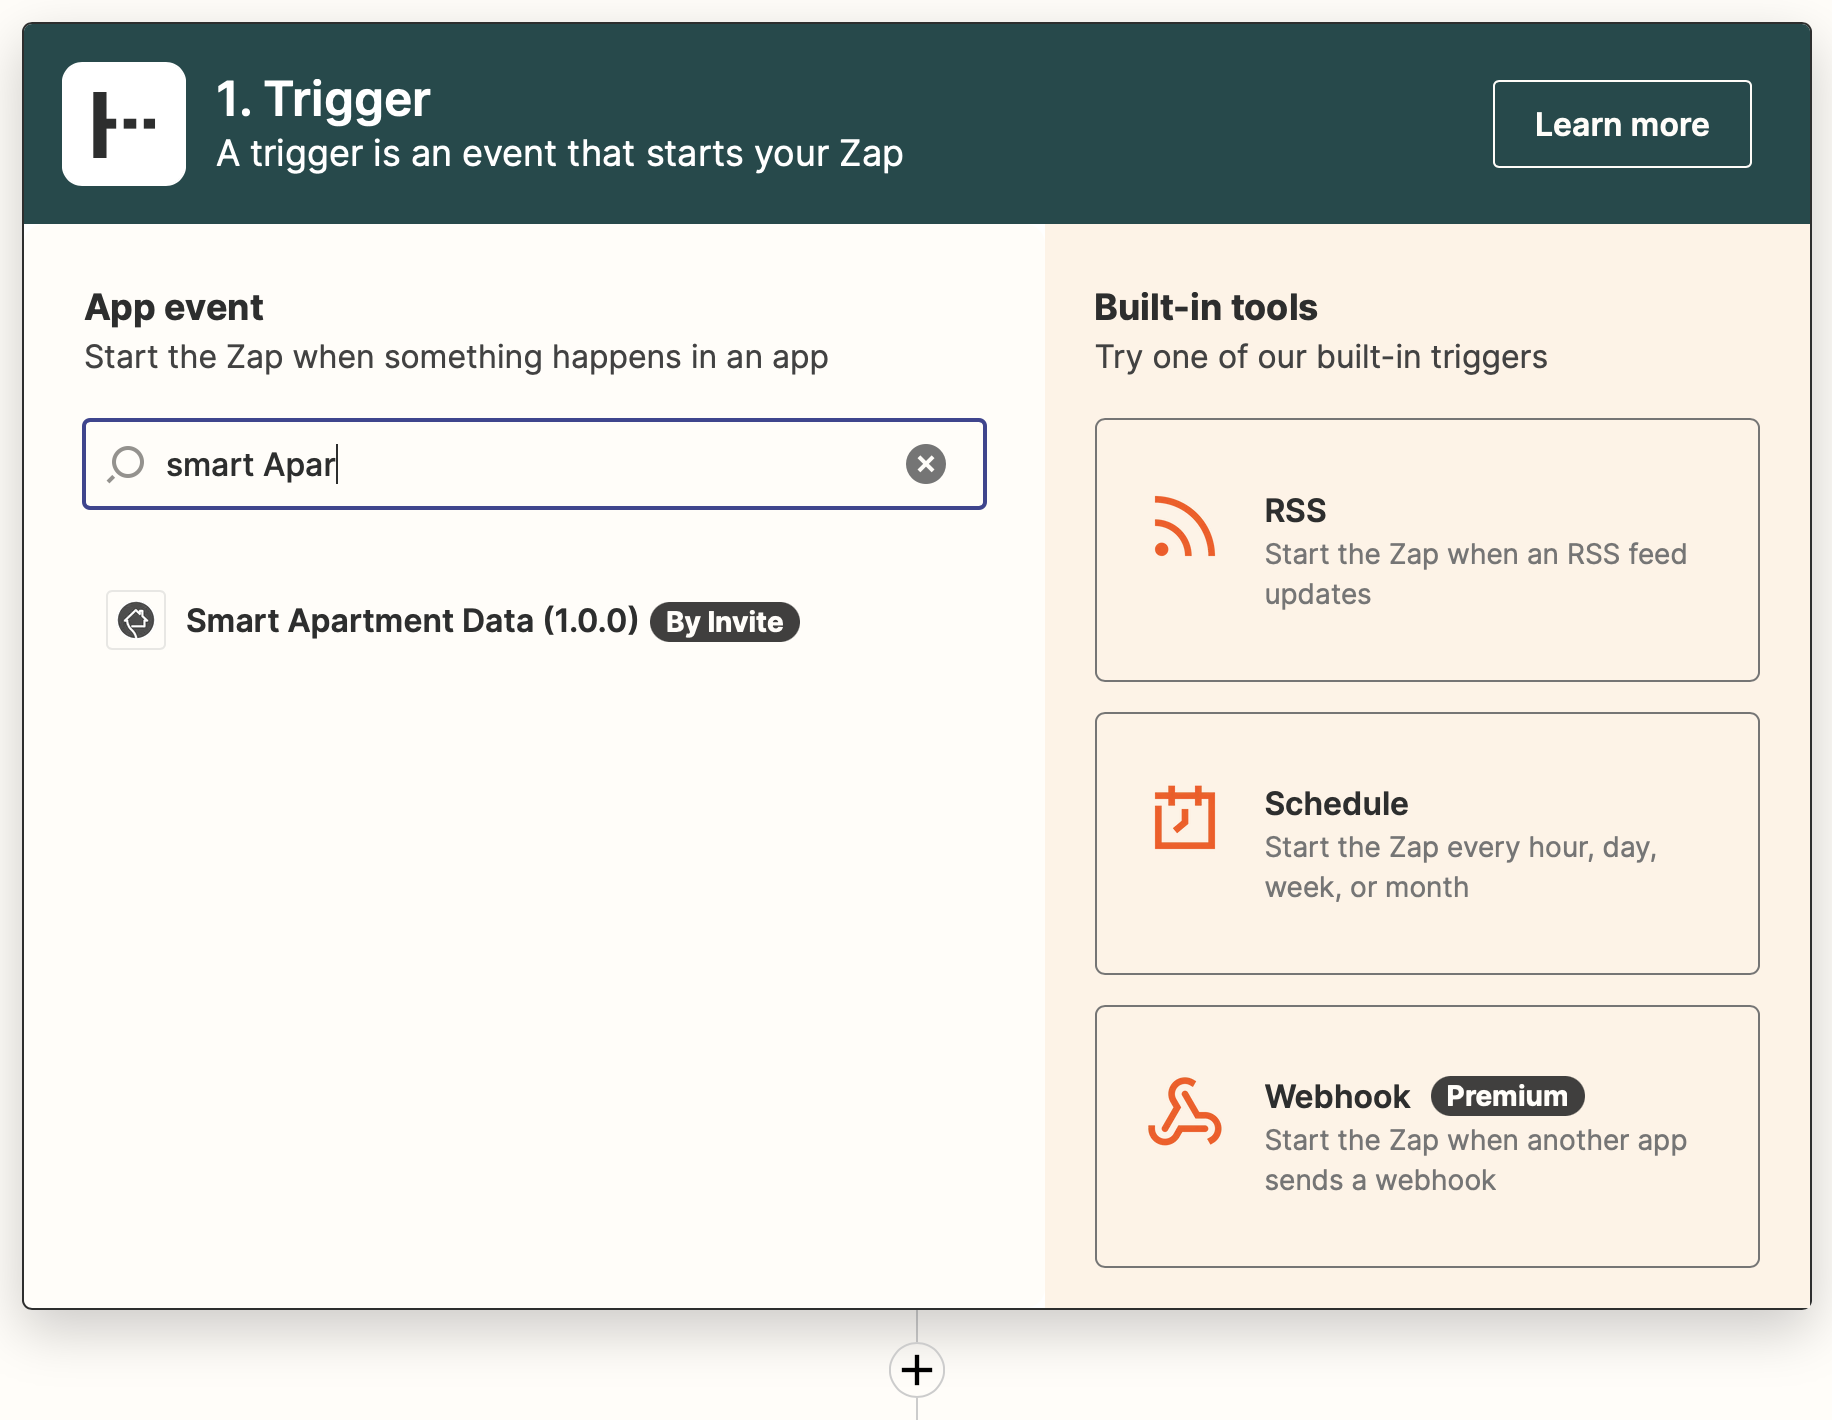 1. Trigger
A trigger is an event that starts your Zap
Learn more
App event
Start the Zap when something happens in an app
smart Apar
Smart Apartment Data (1.0.0) By Invite
Built-in tools
Try one of our built-in triggers
RSS
Start the Zap when an RSS feed
updates
Schedule
Start the Zap every hour, day,
week, or month
Webhook Premium
Start the Zap when another app
sends a webhook